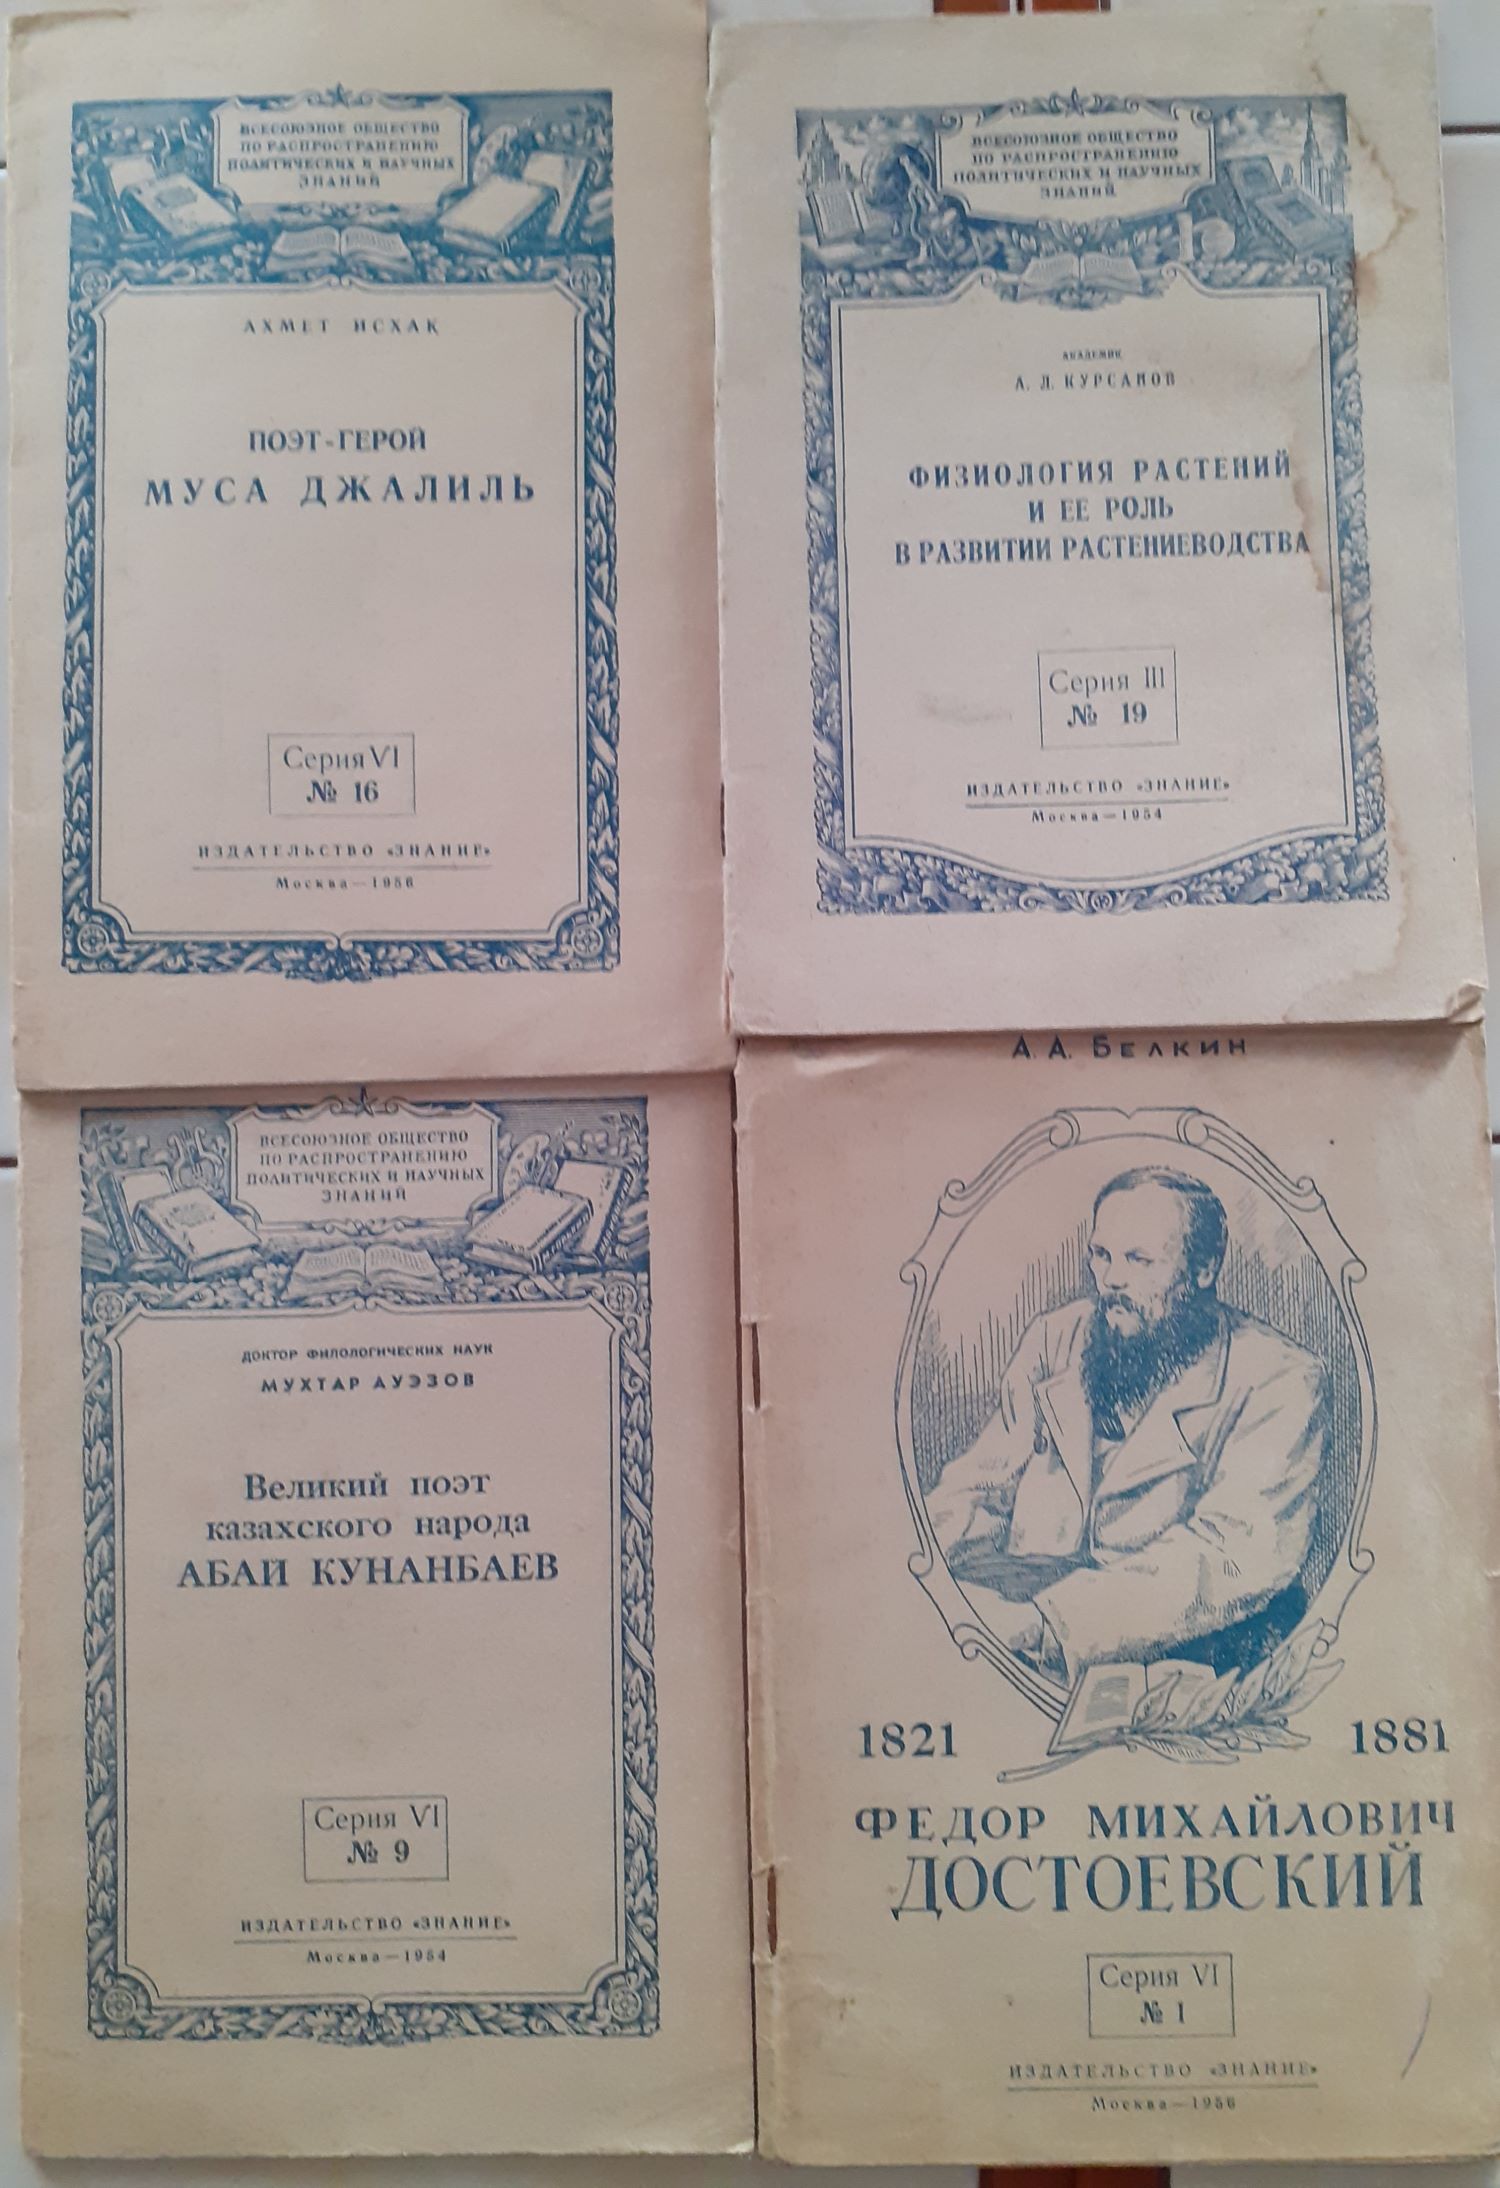 ВСЕСОЮЗНОЕ ОБЩЕСТВО
ПО РАСПРОСТРАНЕНИЮ
ПОЛИТИЧЕСКИХ И НАУЧНЫХ
ЗНАНИЙ
АХМЕТ ИСХАК
ПОЭТ-ГЕРОЙ
МУСА ДЖАЛИЛЬ
Серия VI
№ 16
ИЗДАТЕЛЬСТВО «ЗНАНИЕ»
Москва — 1956
ВСЕСОЮЗНОЕ ОБЩЕСТВО
ПО РАСПРОСТРАНЕНИЮ
ПОЛИТИЧЕСКИХ И НАУЧНЫХ
ЗНАНИЙ
АКАДЕМИК
А. Л. КУРСАНОВ
ФИЗИОЛОГИЯ РАСТЕНИЙ
И ЕЕ РОЛЬ
В РАЗВИТИИ РАСТЕНИЕВОДСТВА
Серия III
№ 19
ИЗДАТЕЛЬСТВО «ЗНАНИЕ»
Москва — 1954
ВСЕСОЮЗНОЕ ОБЩЕСТВО
ПО РАСПРОСТРАНЕНИЮ
ПОЛИТИЧЕСКИХ И НАУЧНЫХ
ЗНАНИЙ
ДОКТОР ФИЛОЛОГИЧЕСКИХ НАУК
МУХТАР АУЭЗОВ
Великий поэт
казахского народа
АБАЙ КУНАНБАЕВ
Серия VI
№ 9
ИЗДАТЕЛЬСТВО «ЗНАНИЕ»
Москва — 1954
А. А. БЕЛКИН
1821 1881
ФЕДОР МИХАЙЛОВИЧ
ДОСТОЕВСКИЙ
Серия VI
№ 1
ИЗДАТЕЛЬСТВО «ЗНАНИЕ»
Москва — 1956